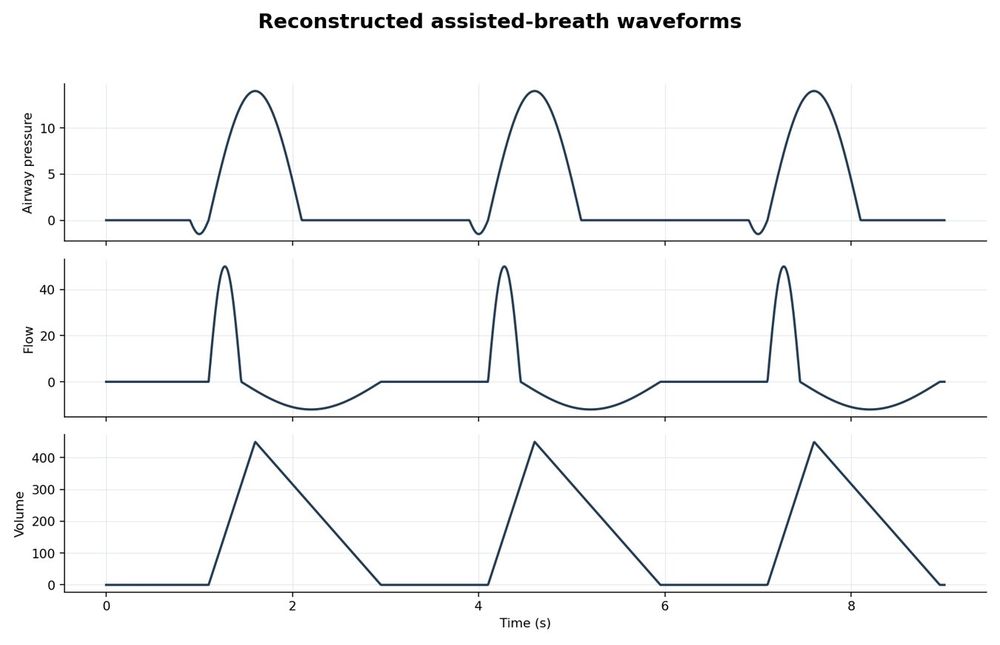 Reconstructed assisted-breath waveforms
Airway pressure
10
5
0
Flow
40
20
0
Volume
400
300
200
100
0
0 2 4 6 8
Time (s)